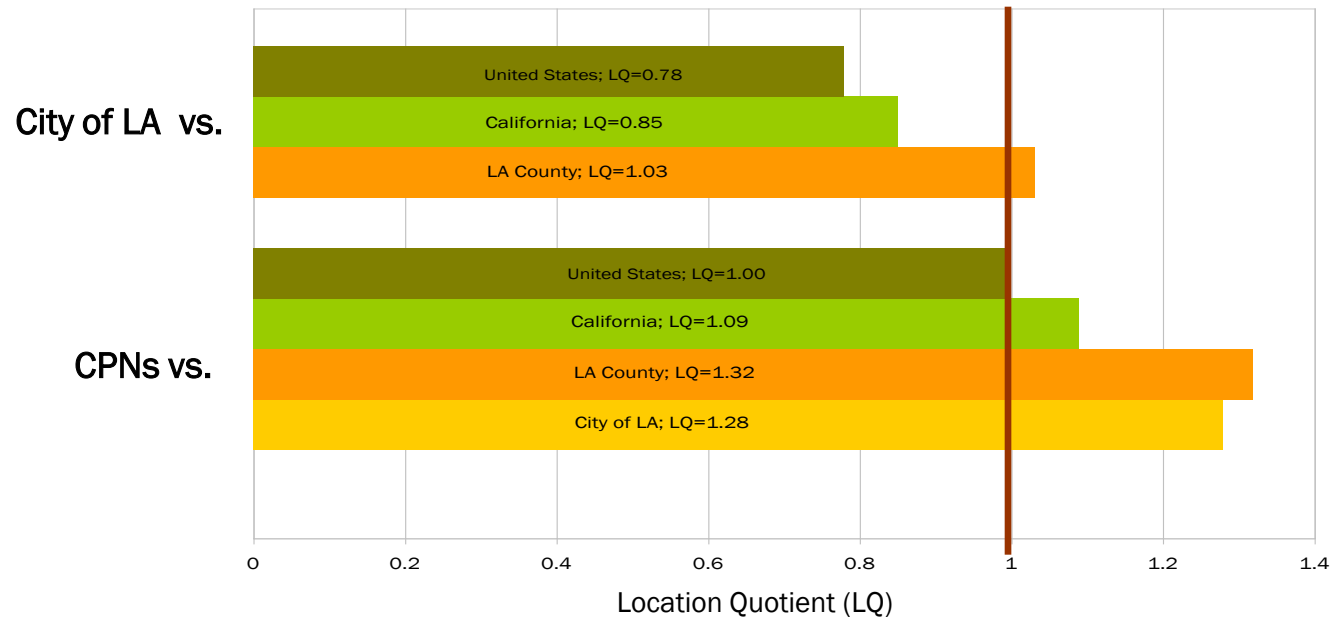 United States; LQ=0.78
City of LA  vs.
California; LQ=0.85
LA County; LQ=1.03
United States; LQ=1.00
California; LQ=1.09
CPNs vs.
LA County; LQ=1.32
City of LA; LQ=1.28
0 0.2 0.4 0.6 0.8 1 1.2 1.4
Location Quotient (LQ)